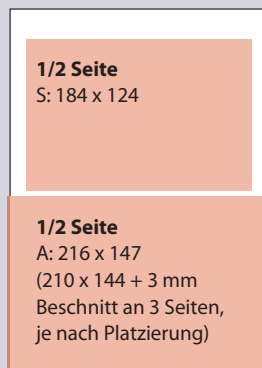 1/2 Seite
S: 184 x 124
1/2 Seite
A: 216 x 147
(210 x 144 + 3 mm
Beschnitt an 3 Seiten,
je nach Platzierung)